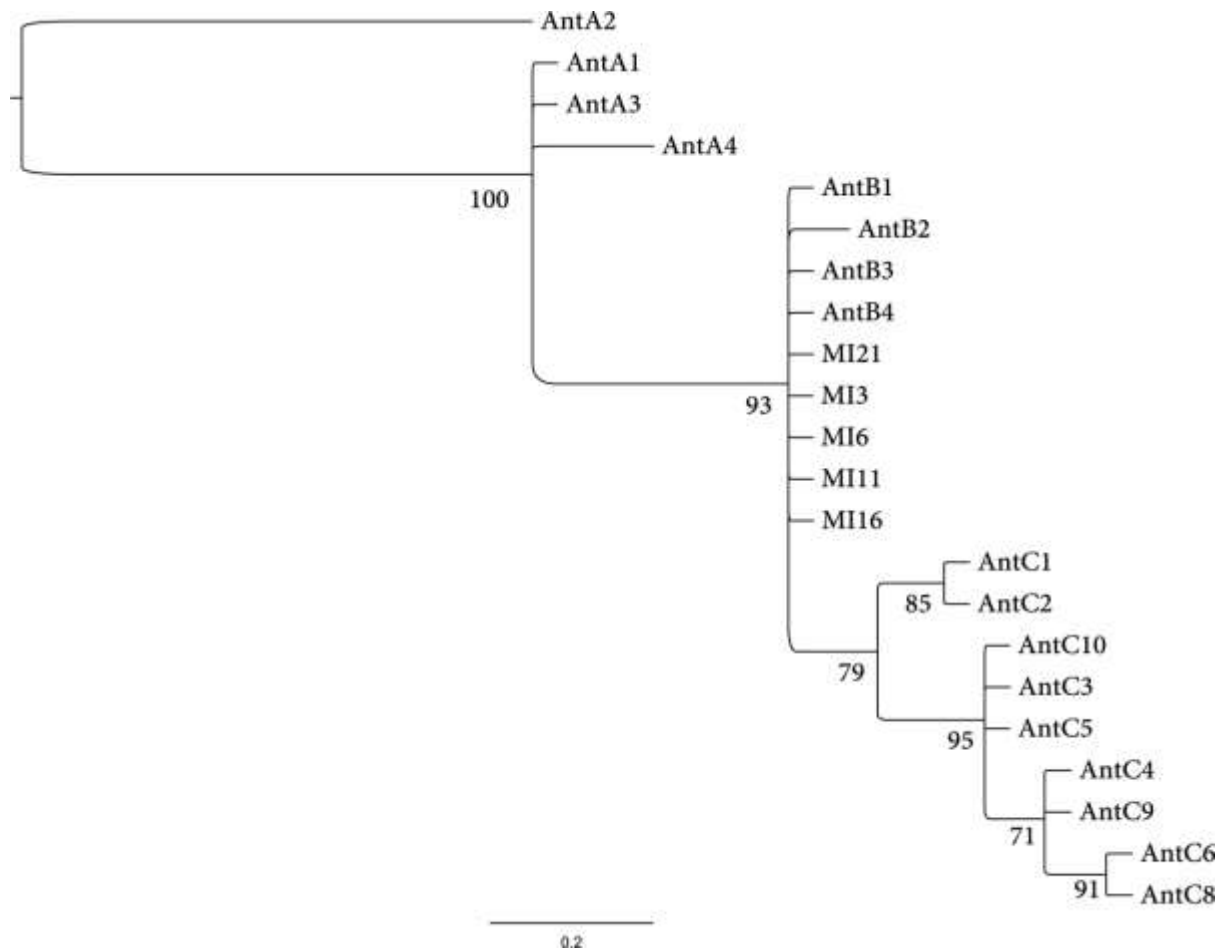 AntA2
AntA1
AntA3
AntA4
100
AntB1
AntB2
AntB3
AntB4
MI21
MI3
93
MI6
MI11
MI16
AntC1
85
AntC2
AntC10
79
AntC3
AntC5
95
AntC4
AntC9
71
AntC6
91
AntC8
0.2